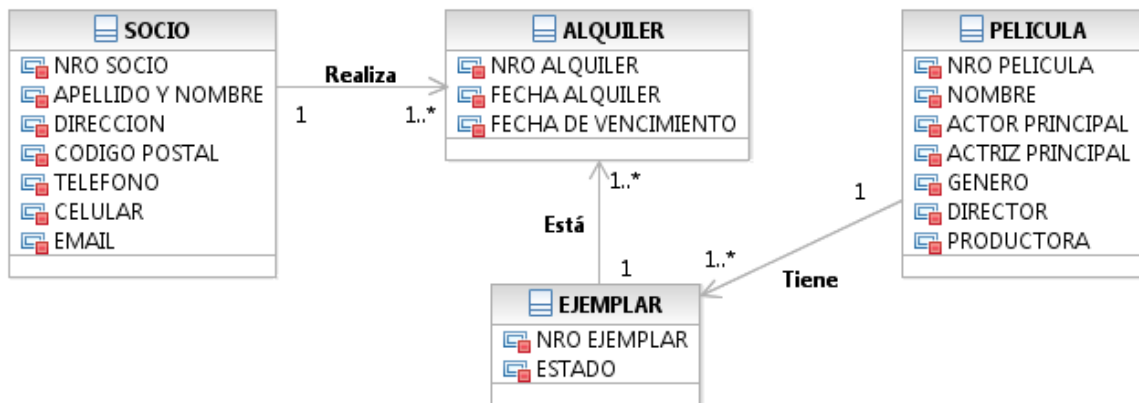 SOCIO
NRO SOCIO
APELLIDO Y NOMBRE
DIRECCION
CODIGO POSTAL
TELEFONO
CELULAR
EMAIL
Realiza
1
1..*
ALQUILER
NRO ALQUILER
FECHA ALQUILER
FECHA DE VENCIMIENTO
1..*
Está
1
EJEMPLAR
NRO EJEMPLAR
ESTADO
PELICULA
NRO PELICULA
NOMBRE
ACTOR PRINCIPAL
ACTRIZ PRINCIPAL
GENERO
DIRECTOR
PRODUCTORA
1
1..*
Tiene